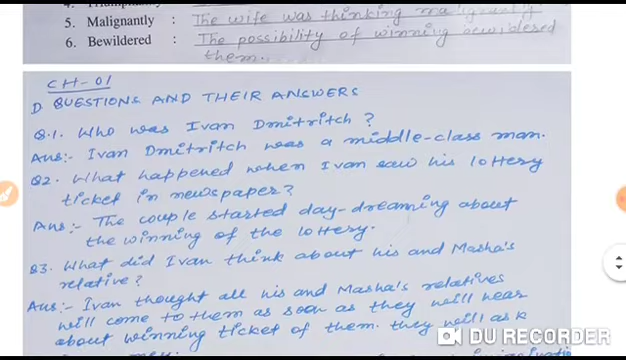 5. Malignantly : The wife was thinking malignantly.
6. Bewildered : The possibility of winning bewildered
them.
CH-01
D. QUESTIONS AND THEIR ANSWERS
Q.1. Who was Ivan Dmitritch?
Ans:- Ivan Dmitritch was a middle-class man.
Q2. What happened when Ivan saw his lottery
ticket in newspaper?
Ans:- The couple started day-dreaming about
the winning of the lottery.
Q3. What did Ivan think about his and Masha's
relative?
Ans:- Ivan thought all his and Masha's relatives
will come to them as soon as they will hear
about winning ticket of them. They will ask
DU RECORDER